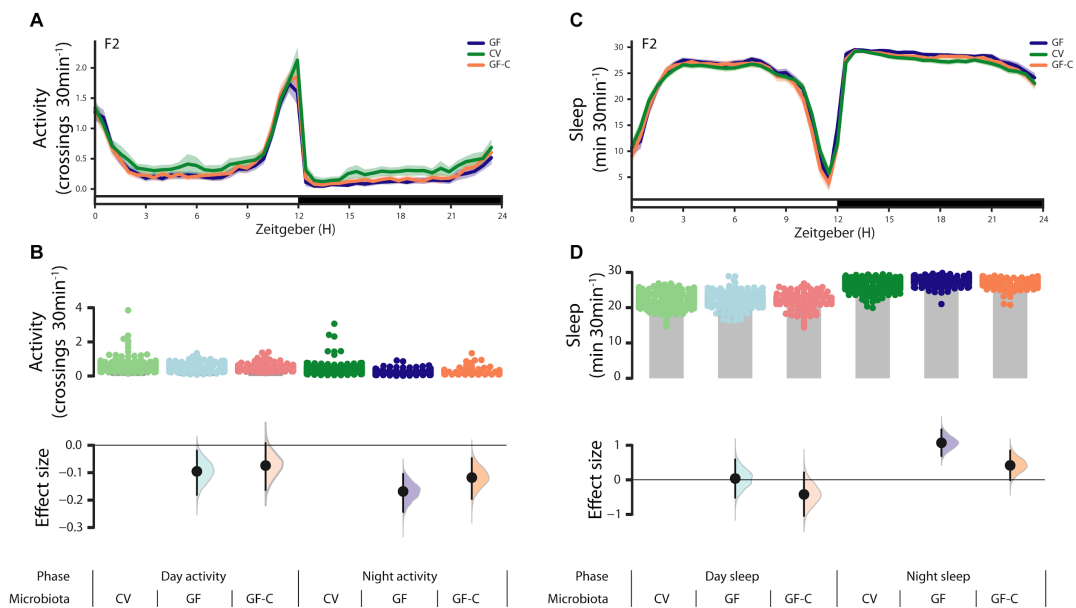 A
F2
GF
CV
GF-C
Activity
(crossings 30min⁻¹)
2.0
1.5
1.0
0.5
0.0
0 3 6 9 12 15 18 21 24
Zeitgeber (H)
B
Activity
(crossings 30min⁻¹)
4
2
0
Effect size
0.0
−0.1
−0.2
−0.3
Phase Day activity Night activity
Microbiota CV GF GF-C CV GF GF-C
C
F2
GF
CV
GF-C
Sleep
(min 30min⁻¹)
30
25
20
15
10
5
0 3 6 9 12 15 18 21 24
Zeitgeber (H)
D
Sleep
(min 30min⁻¹)
30
20
10
0
Effect size
1
0
−1
Phase Day sleep Night sleep
Microbiota CV GF GF-C CV GF GF-C